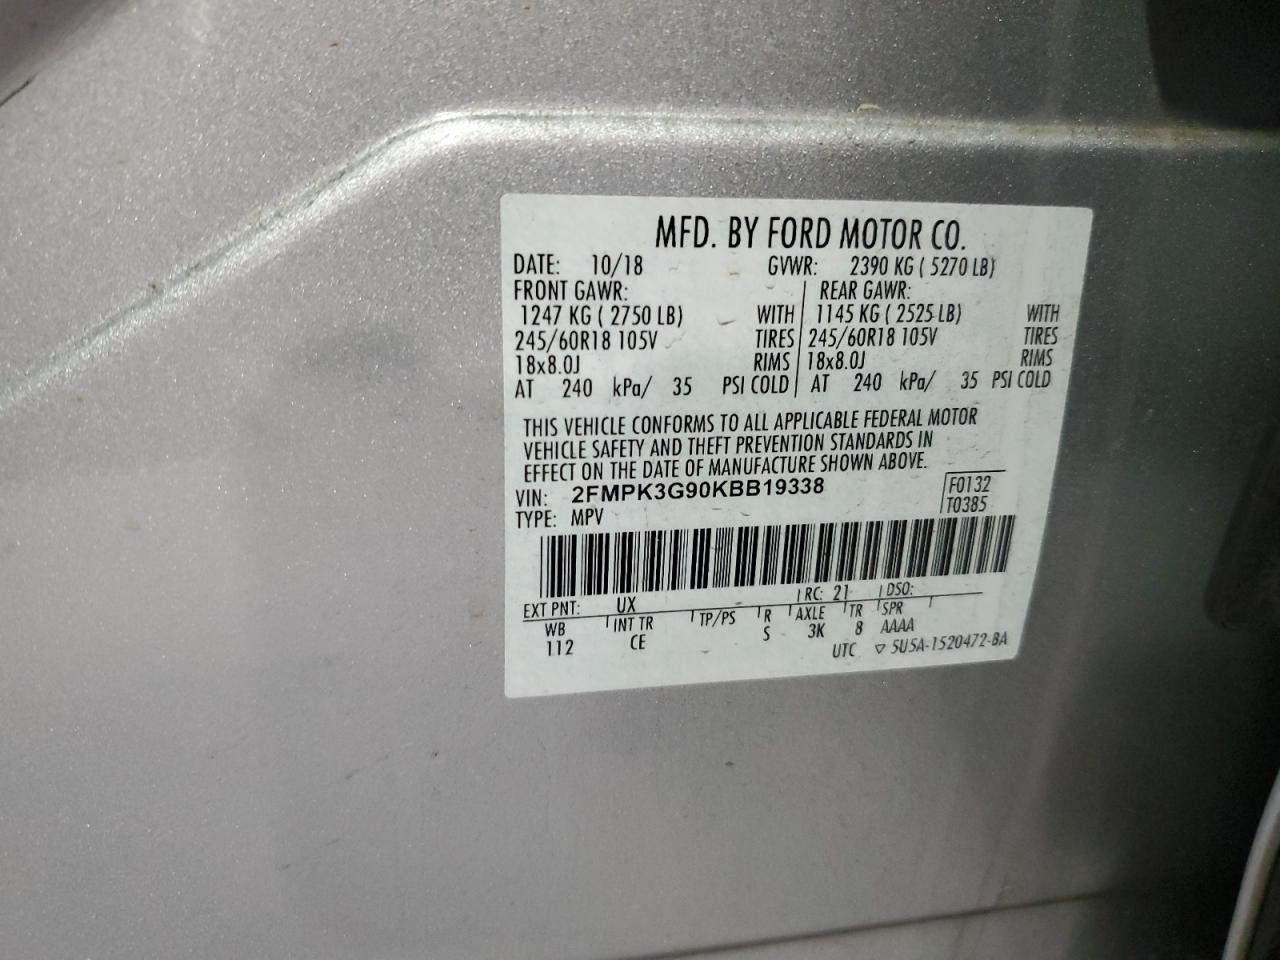 MFD. BY FORD MOTOR CO.
DATE: 10/18 GVWR: 2390 KG ( 5270 LB)
FRONT GAWR: REAR GAWR:
1247 KG ( 2750 LB) WITH 1145 KG ( 2525 LB) WITH
245/60R18 105V TIRES 245/60R18 105V TIRES
18x8.0J RIMS 18x8.0J RIMS
AT 240 kPa/ 35 PSI COLD AT 240 kPa/ 35 PSI COLD
THIS VEHICLE CONFORMS TO ALL APPLICABLE FEDERAL MOTOR
VEHICLE SAFETY AND THEFT PREVENTION STANDARDS IN
EFFECT ON THE DATE OF MANUFACTURE SHOWN ABOVE.
VIN: 2FMPK3G90KBB19338 F0132
TYPE: MPV T0385
EXT PNT: UX RC: 21 DSO:
WB INT TR TP/PS R AXLE TR SPR
112 CE S 3K 8 AAAA
UTC ▽ 5U5A-1520472-BA